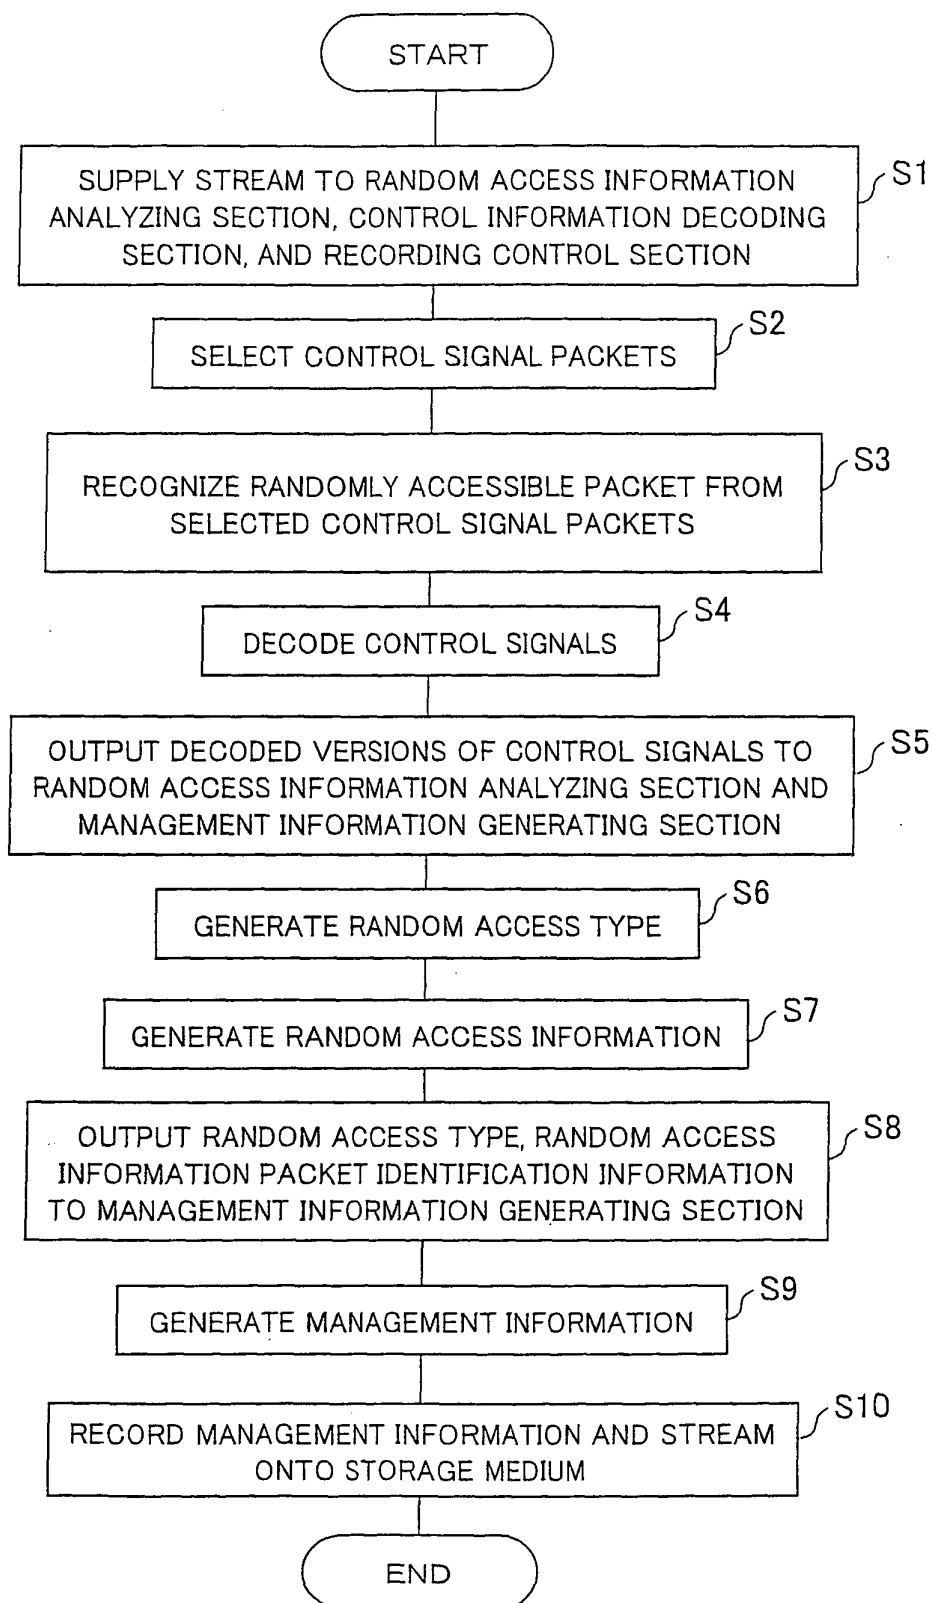 START
S1
SUPPLY STREAM TO RANDOM ACCESS INFORMATION
ANALYZING SECTION, CONTROL INFORMATION DECODING
SECTION, AND RECORDING CONTROL SECTION
S2
SELECT CONTROL SIGNAL PACKETS
S3
RECOGNIZE RANDOMLY ACCESSIBLE PACKET FROM
SELECTED CONTROL SIGNAL PACKETS
S4
DECODE CONTROL SIGNALS
S5
OUTPUT DECODED VERSIONS OF CONTROL SIGNALS TO
RANDOM ACCESS INFORMATION ANALYZING SECTION AND
MANAGEMENT INFORMATION GENERATING SECTION
S6
GENERATE RANDOM ACCESS TYPE
S7
GENERATE RANDOM ACCESS INFORMATION
S8
OUTPUT RANDOM ACCESS TYPE, RANDOM ACCESS
INFORMATION PACKET IDENTIFICATION INFORMATION
TO MANAGEMENT INFORMATION GENERATING SECTION
S9
GENERATE MANAGEMENT INFORMATION
S10
RECORD MANAGEMENT INFORMATION AND STREAM
ONTO STORAGE MEDIUM
END